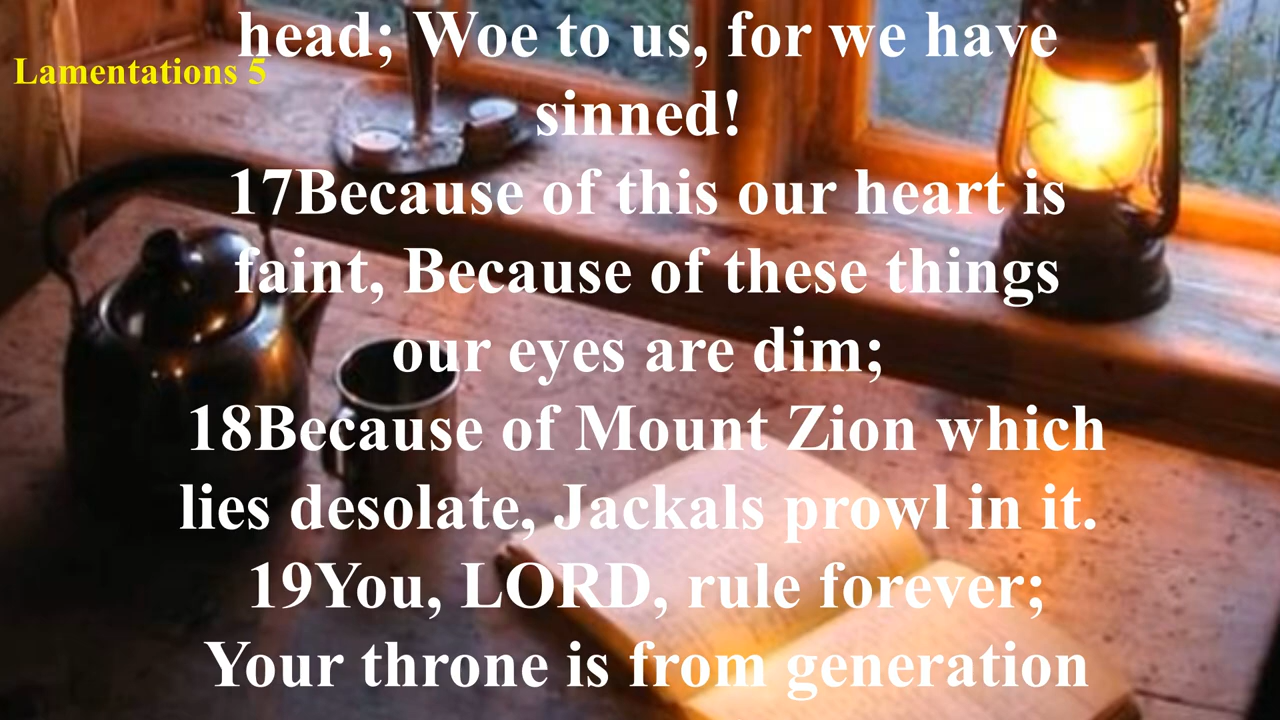 head; Woe to us, for we have
Lamentations 5
sinned!
17Because of this our heart is
faint, Because of these things
our eyes are dim;
18Because of Mount Zion which
lies desolate, Jackals prowl in it.
19You, LORD, rule forever;
Your throne is from generation